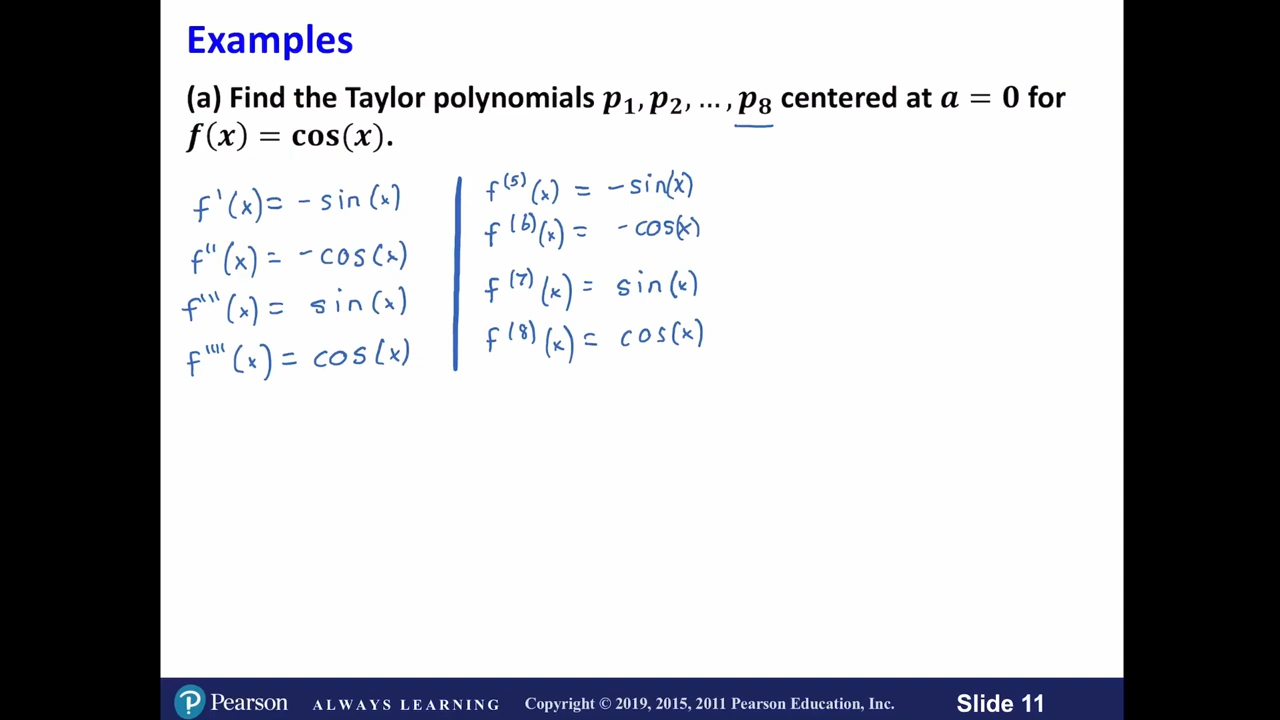 Examples
(a) Find the Taylor polynomials p₁, p₂, …, p₈ centered at a = 0 for
f(x) = cos(x).
f'(x) = - sin(x)
f''(x) = - cos(x)
f'''(x) = sin(x)
f''''(x) = cos(x)
f⁽⁵⁾(x) = - sin(x)
f⁽⁶⁾(x) = - cos(x)
f⁽⁷⁾(x) = sin(x)
f⁽⁸⁾(x) = cos(x)
P Pearson ALWAYS LEARNING Copyright © 2019, 2015, 2011 Pearson Education, Inc. Slide 11